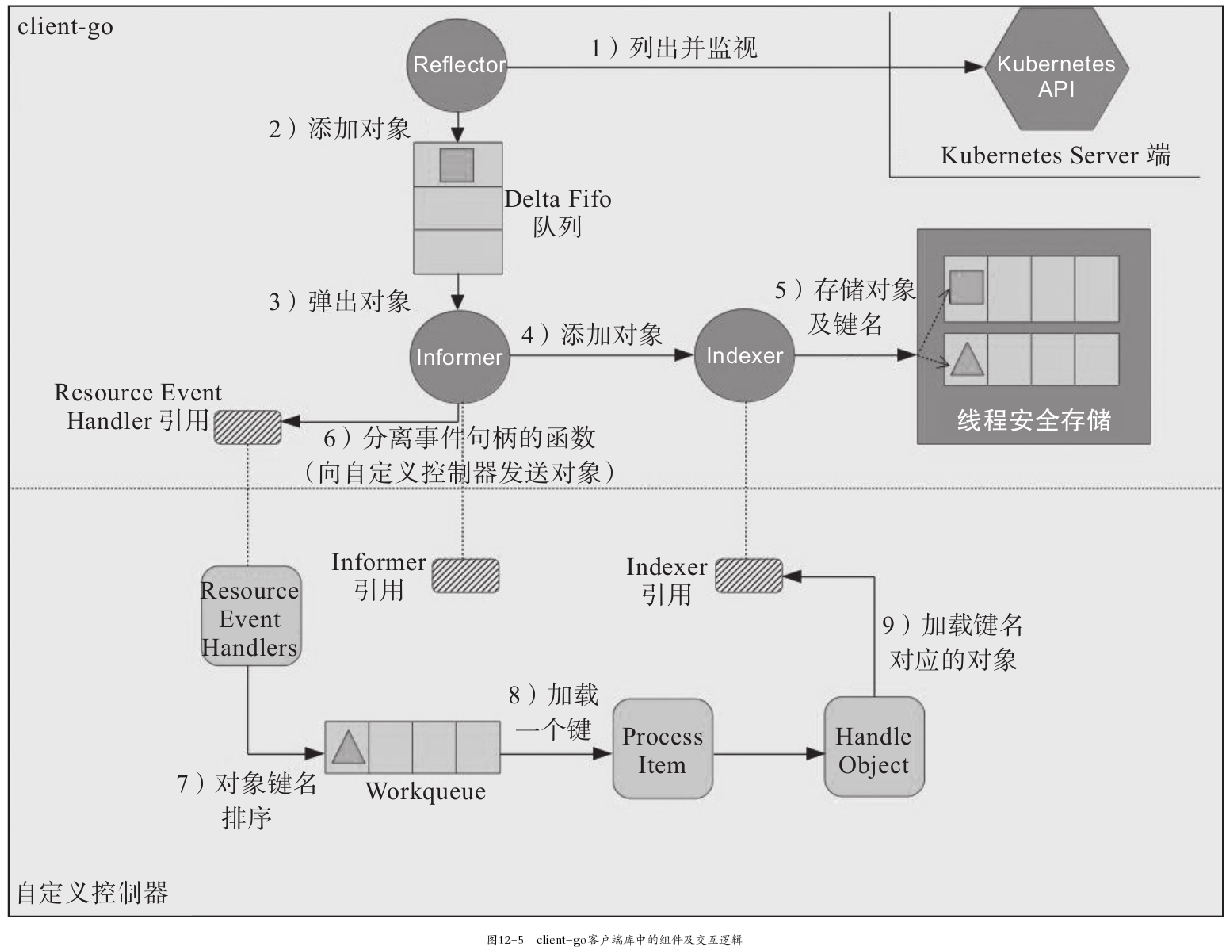 client-go
1）列出并监视
Reflector
Kubernetes
API
2）添加对象
Kubernetes Server 端
Delta Fifo
队列
3）弹出对象
5）存储对象
及键名
4）添加对象
Informer
Indexer
Resource Event
Handler 引用
线程安全存储
6）分离事件句柄的函数
（向自定义控制器发送对象）
Informer
引用
Indexer
引用
Resource
Event
Handlers
9）加载键名
对应的对象
8）加载
一个键
Process
Item
Handle
Object
7）对象键名
排序
Workqueue
自定义控制器
图12-5 client-go客户端库中的组件及交互逻辑